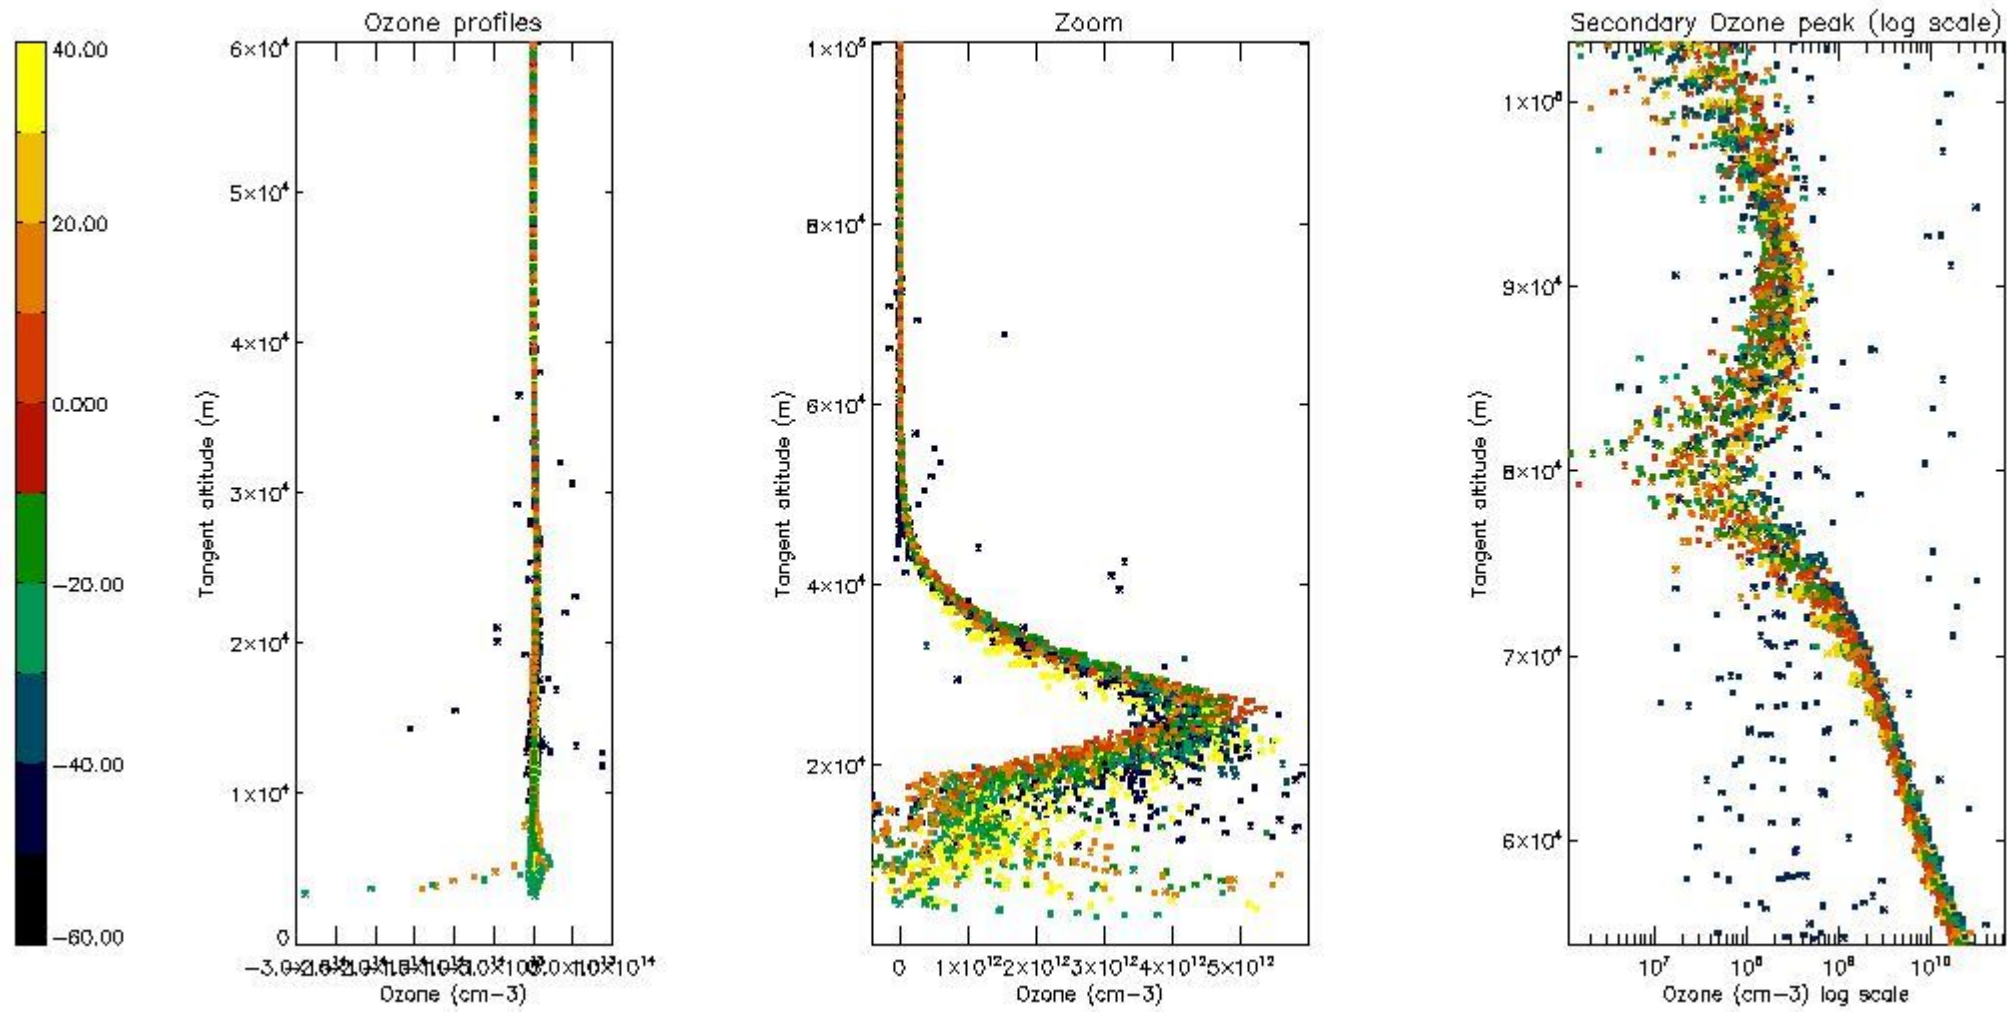 Ozone profiles
Zoom
Secondary Ozone peak (log scale)
40.00
20.00
0.000
−20.00
−40.00
−60.00
6×10⁴
5×10⁴
4×10⁴
3×10⁴
2×10⁴
1×10⁴
0
Tangent altitude (m)
Ozone (cm−3)
1×10⁵
8×10⁴
6×10⁴
4×10⁴
2×10⁴
Tangent altitude (m)
0 1×10¹² 2×10¹² 3×10¹² 4×10¹² 5×10¹²
Ozone (cm−3)
1×10⁵
9×10⁴
8×10⁴
7×10⁴
6×10⁴
Tangent altitude (m)
10⁷ 10⁸ 10⁹ 10¹⁰
Ozone (cm−3) log scale